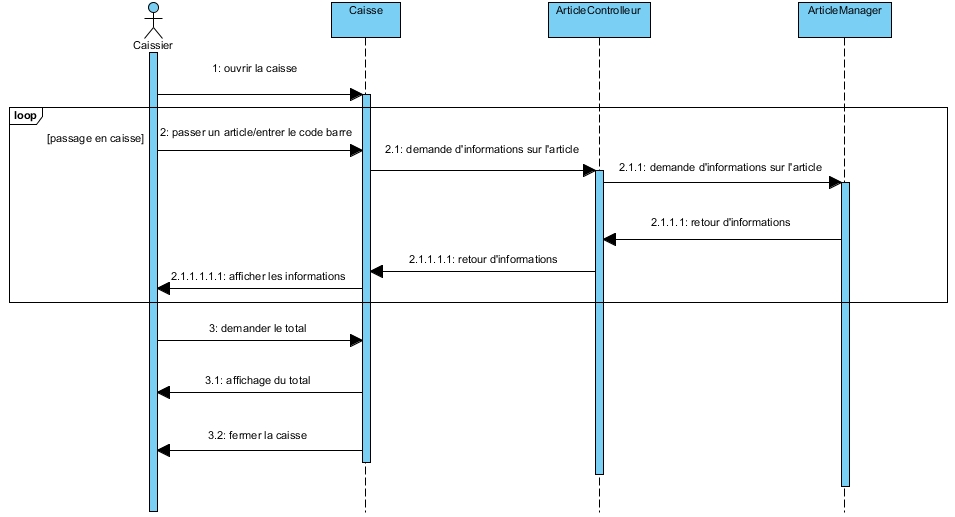 Caissier
Caisse
ArticleControlleur
ArticleManager
1: ouvrir la caisse
loop
[passage en caisse]
2: passer un article/entrer le code barre
2.1: demande d'informations sur l'article
2.1.1: demande d'informations sur l'article
2.1.1.1: retour d'informations
2.1.1.1.1: retour d'informations
2.1.1.1.1.1: afficher les informations
3: demander le total
3.1: affichage du total
3.2: fermer la caisse